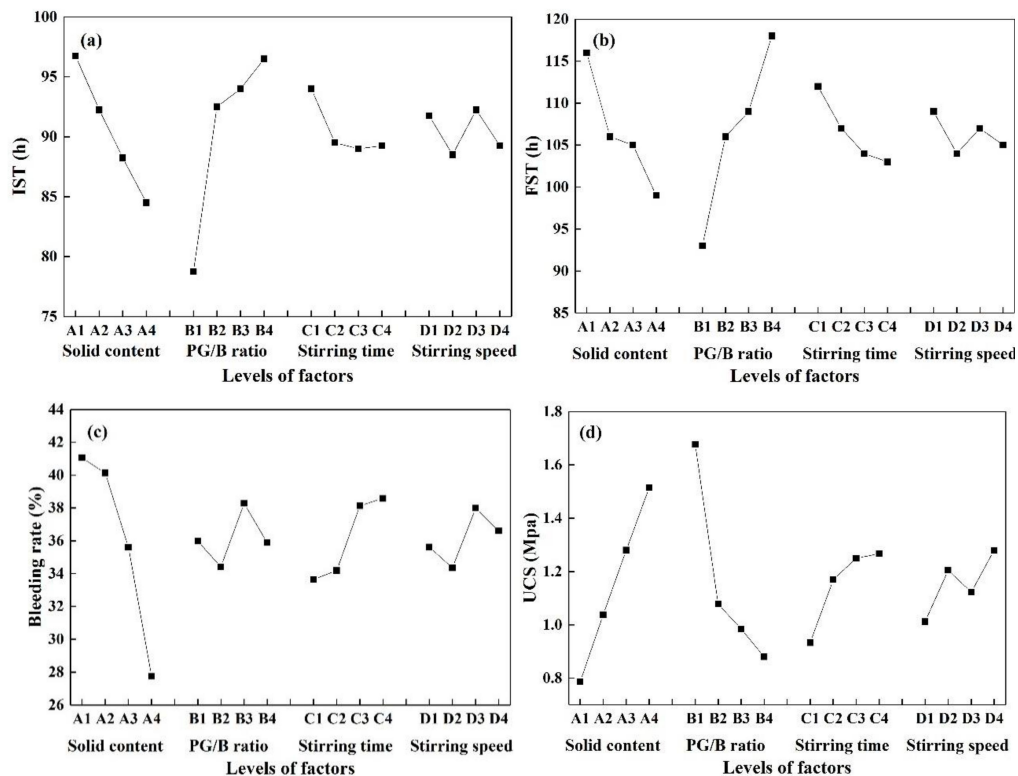 (a)
IST (h)
100
95
90
85
80
75
A1 A2 A3 A4 B1 B2 B3 B4 C1 C2 C3 C4 D1 D2 D3 D4
Solid content PG/B ratio Stirring time Stirring speed
Levels of factors
(b)
FST (h)
120
115
110
105
100
95
90
85
A1 A2 A3 A4 B1 B2 B3 B4 C1 C2 C3 C4 D1 D2 D3 D4
Solid content PG/B ratio Stirring time Stirring speed
Levels of factors
(c)
Bleeding rate (%)
44
42
40
38
36
34
32
30
28
26
A1 A2 A3 A4 B1 B2 B3 B4 C1 C2 C3 C4 D1 D2 D3 D4
Solid content PG/B ratio Stirring time Stirring speed
Levels of factors
(d)
UCS (Mpa)
1.8
1.6
1.4
1.2
1.0
0.8
A1 A2 A3 A4 B1 B2 B3 B4 C1 C2 C3 C4 D1 D2 D3 D4
Solid content PG/B ratio Stirring time Stirring speed
Levels of factors